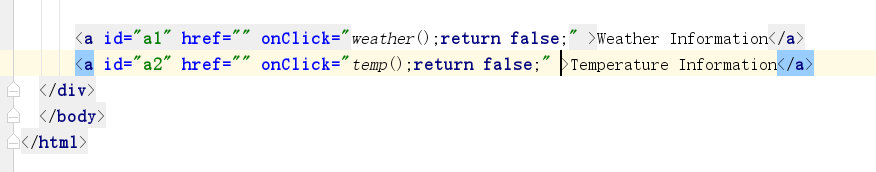 <a id="a1" href="" onClick="weather();return false;" >Weather Information</a>
<a id="a2" href="" onClick="temp();return false;" >Temperature Information</a>
</div>
</body>
</html>